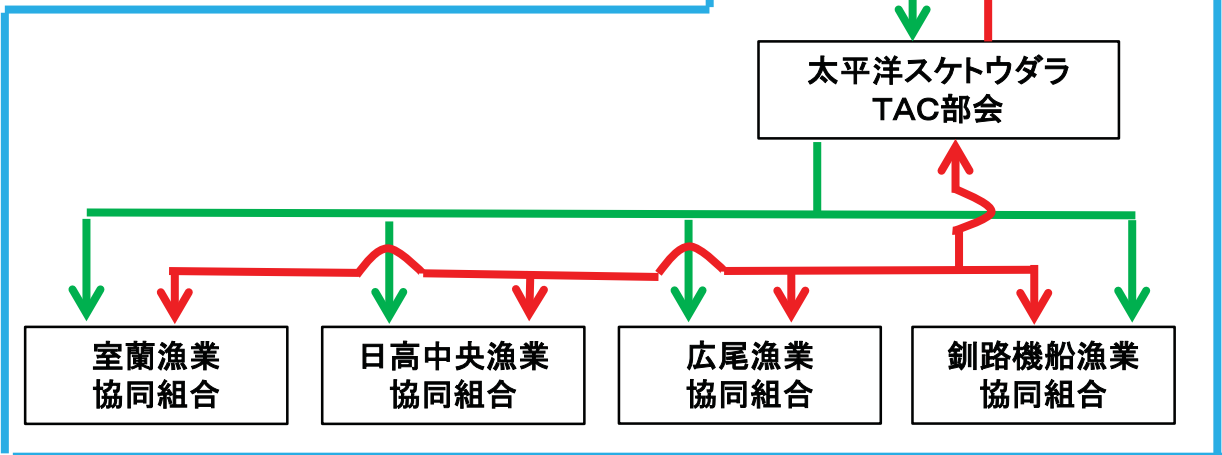 太平洋スケトウダラ
TAC部会
室蘭漁業
協同組合
日高中央漁業
協同組合
広尾漁業
協同組合
釧路機船漁業
協同組合